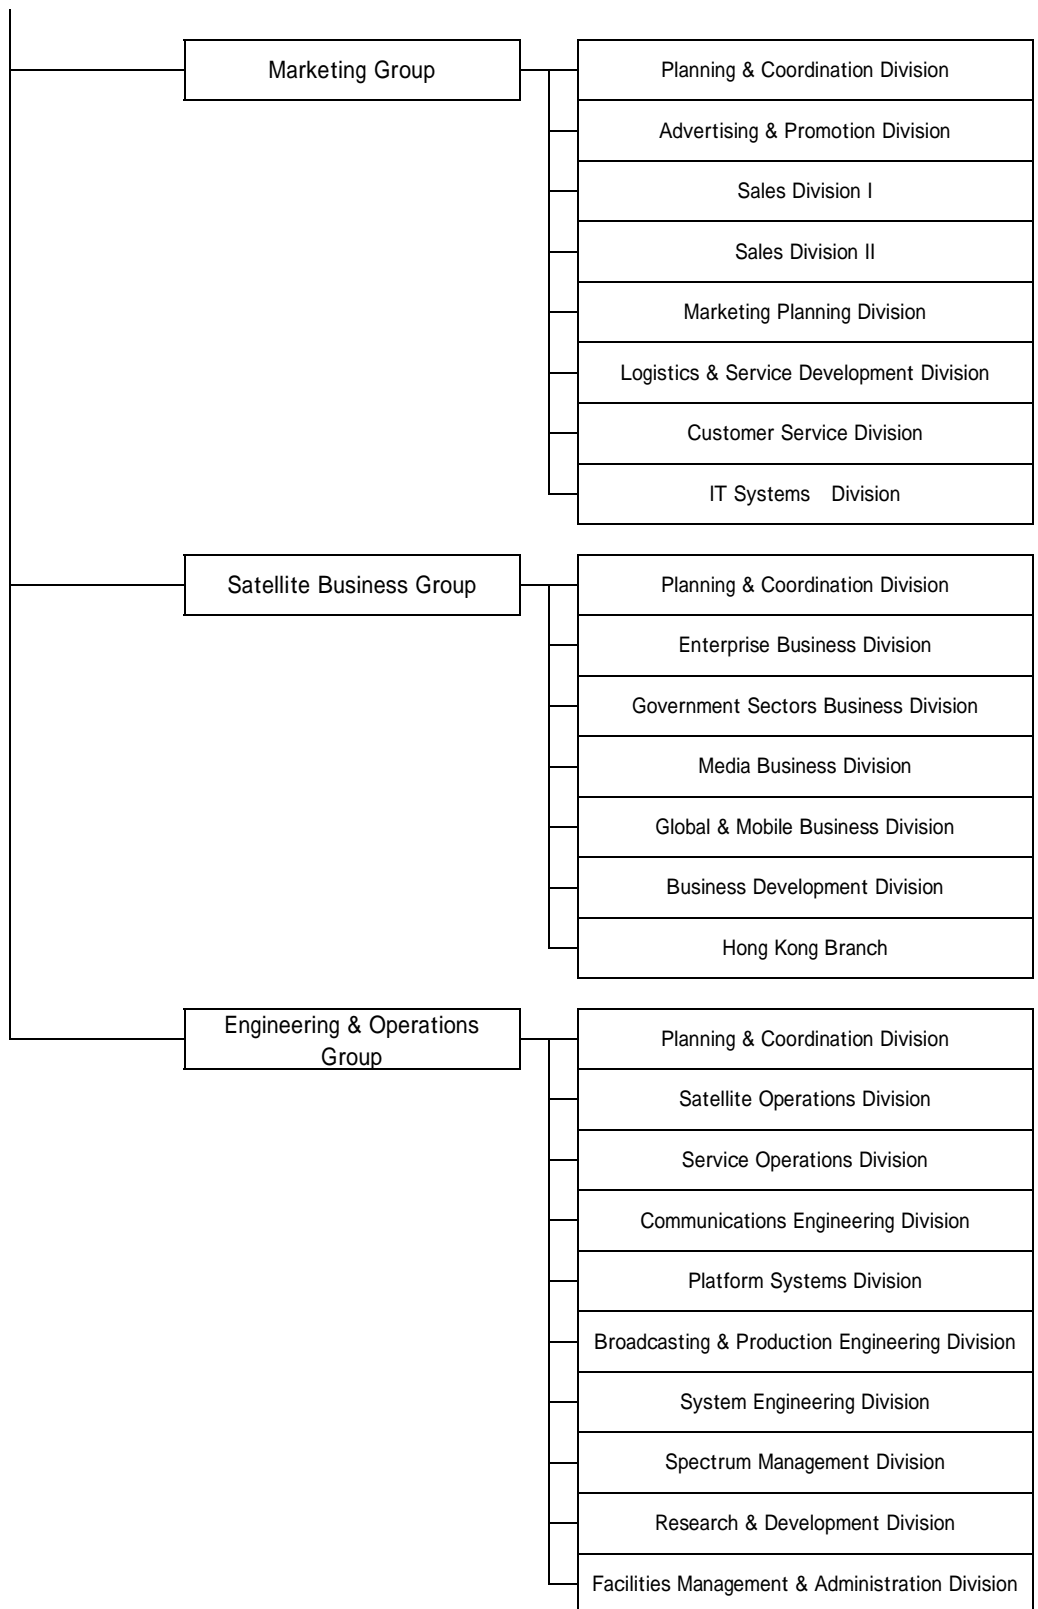 Marketing Group
Planning & Coordination Division
Advertising & Promotion Division
Sales Division I
Sales Division II
Marketing Planning Division
Logistics & Service Development Division
Customer Service Division
IT Systems Division
Satellite Business Group
Planning & Coordination Division
Enterprise Business Division
Government Sectors Business Division
Media Business Division
Global & Mobile Business Division
Business Development Division
Hong Kong Branch
Engineering & Operations
Group
Planning & Coordination Division
Satellite Operations Division
Service Operations Division
Communications Engineering Division
Platform Systems Division
Broadcasting & Production Engineering Division
System Engineering Division
Spectrum Management Division
Research & Development Division
Facilities Management & Administration Division